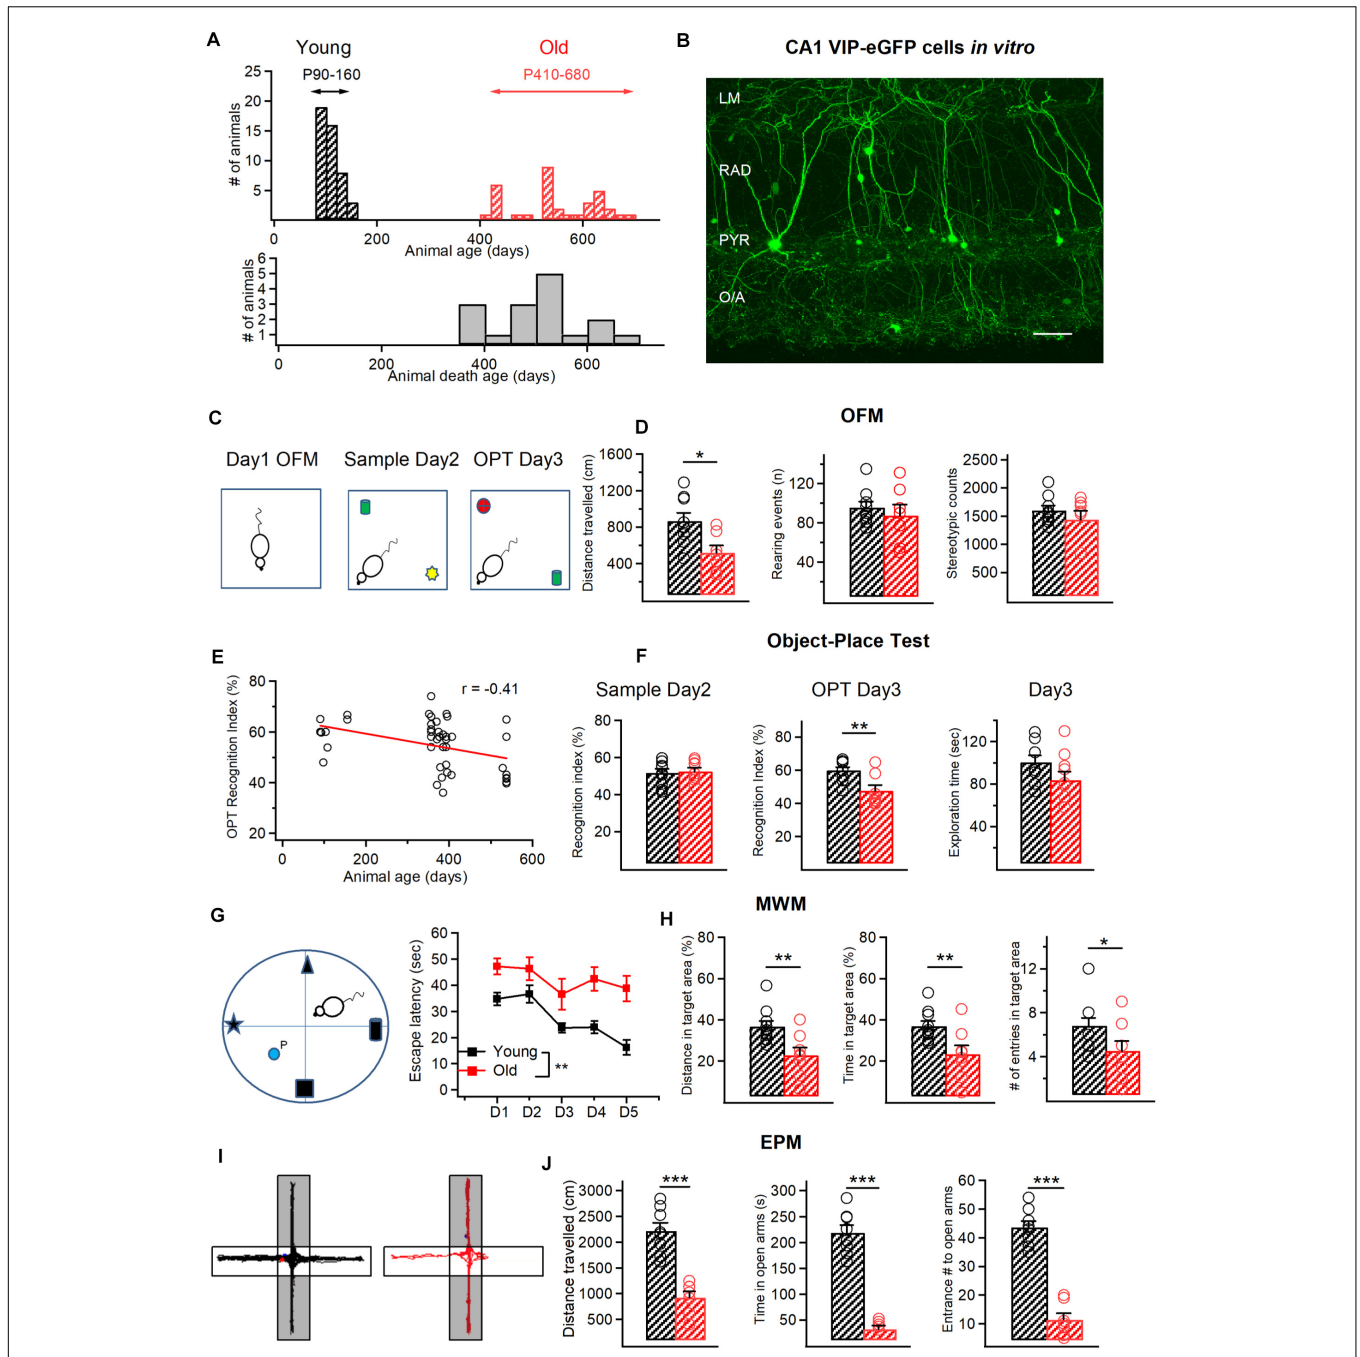 A
Young
Old
P90-160
P410-680
# of animals
25
20
15
10
5
0
200
400
600
Animal age (days)
# of animals
6
5
4
3
2
1
0
200
400
600
Animal death age (days)
B
CA1 VIP-eGFP cells in vitro
LM
RAD
PYR
O/A
C
Day1 OFM
Sample Day2
OPT Day3
D
OFM
Distance travelled (cm)
1600
1200
800
400
*
Rearing events (n)
120
80
40
Stereotypic counts
2500
2000
1500
1000
500
E
OPT Recognition Index (%)
80
60
40
20
r = -0.41
0
200
400
600
Animal age (days)
F
Object-Place Test
Sample Day2
OPT Day3
Day3
Recognition index (%)
80
60
40
20
Recognition Index (%)
80
60
40
20
**
Exploration time (sec)
120
80
40
G
P
Escape latency (sec)
60
50
40
30
20
10
0
Young
Old
**
D1
D2
D3
D4
D5
H
MWM
Distance in target area (%)
80
60
40
20
**
Time in target area (%)
80
60
40
20
**
# of entries in target area
12
8
4
*
I
J
EPM
Distance travelled (cm)
3000
2500
2000
1500
1000
500
***
Time in open arms (s)
300
250
200
150
100
50
***
Entrance # to open arms
60
50
40
30
20
10
***